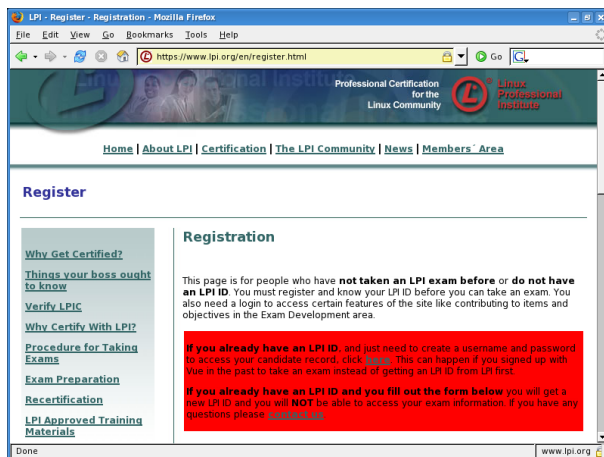 LPI - Register - Registration - Mozilla Firefox
File Edit View Go Bookmarks Tools Help
https://www.lpi.org/en/register.html
Go
Professional Certification
for the
Linux Community
Linux
Professional
Institute
Home | About LPI | Certification | The LPI Community | News | Members´ Area
Register
Why Get Certified?
Things your boss ought
to know
Verify LPIC
Why Certify With LPI?
Procedure for Taking
Exams
Exam Preparation
Recertification
LPI Approved Training
Materials
Registration
This page is for people who have not taken an LPI exam before or do not have
an LPI ID. You must register and know your LPI ID before you can take an exam. You
also need a login to access certain features of the site like contributing to items and
objectives in the Exam Development area.
If you already have an LPI ID, and just need to create a username and password
to access your candidate record, click here. This can happen if you signed up with
Vue in the past to take an exam instead of getting an LPI ID from LPI first.
If you already have an LPI ID and you fill out the form below you will get a
new LPI ID and you will NOT be able to access your exam information. If you have any
questions please contact us
Done
www.lpi.org